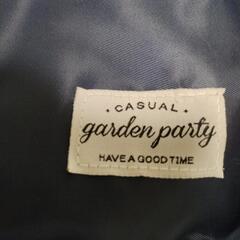 · CASUAL ·
garden party
HAVE A GOOD TIME